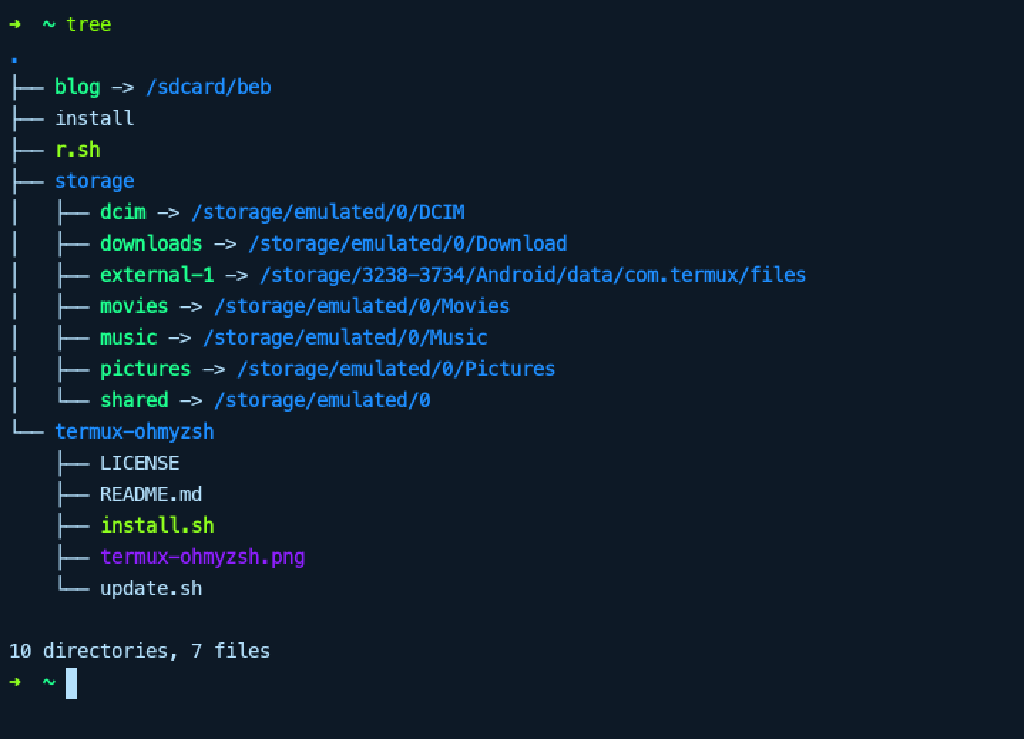 ➜  ~ tree
.
├── blog -> /sdcard/beb
├── install
├── r.sh
├── storage
│   ├── dcim -> /storage/emulated/0/DCIM
│   ├── downloads -> /storage/emulated/0/Download
│   ├── external-1 -> /storage/3238-3734/Android/data/com.termux/files
│   ├── movies -> /storage/emulated/0/Movies
│   ├── music -> /storage/emulated/0/Music
│   ├── pictures -> /storage/emulated/0/Pictures
│   └── shared -> /storage/emulated/0
└── termux-ohmyzsh
    ├── LICENSE
    ├── README.md
    ├── install.sh
    ├── termux-ohmyzsh.png
    └── update.sh

10 directories, 7 files
➜  ~